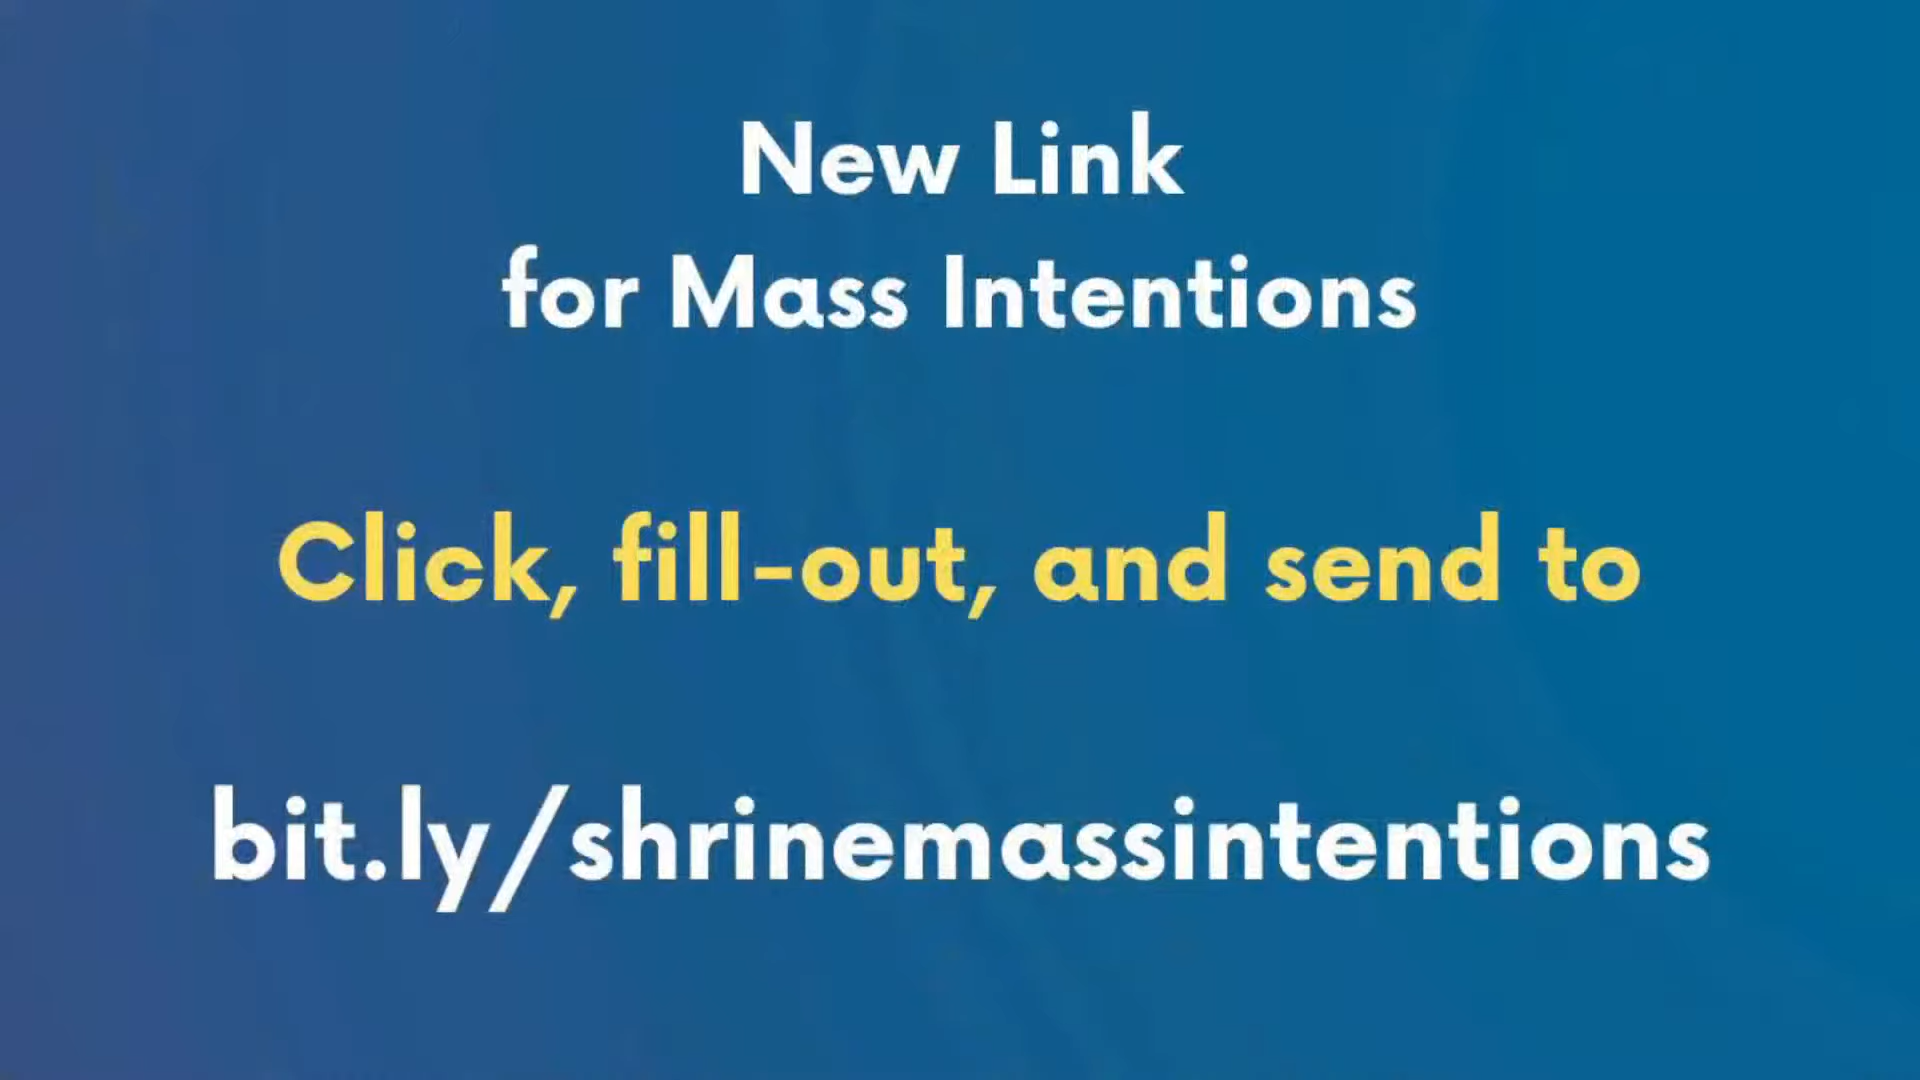 New Link
for Mass Intentions
Click, fill-out, and send to
bit.ly/shrinemassintentions